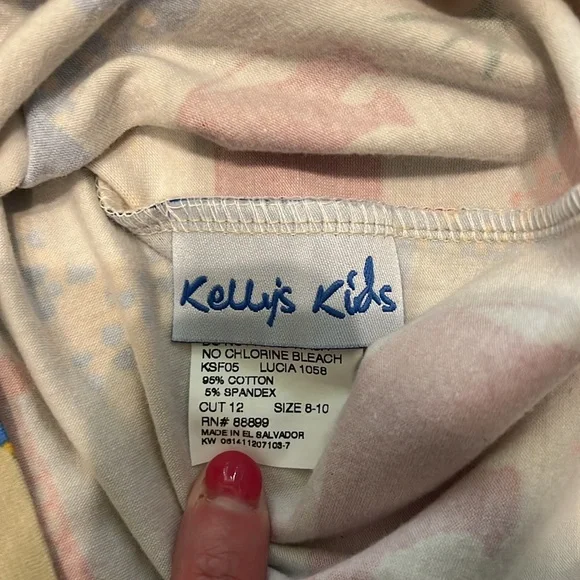 Kelly's Kids
NO CHLORINE BLEACH
KSF05 LUCIA 1058
95% COTTON
5% SPANDEX
CUT 12 SIZE 8-10
RN# 88899
MADE IN EL SALVADOR
KW 061411207103-7